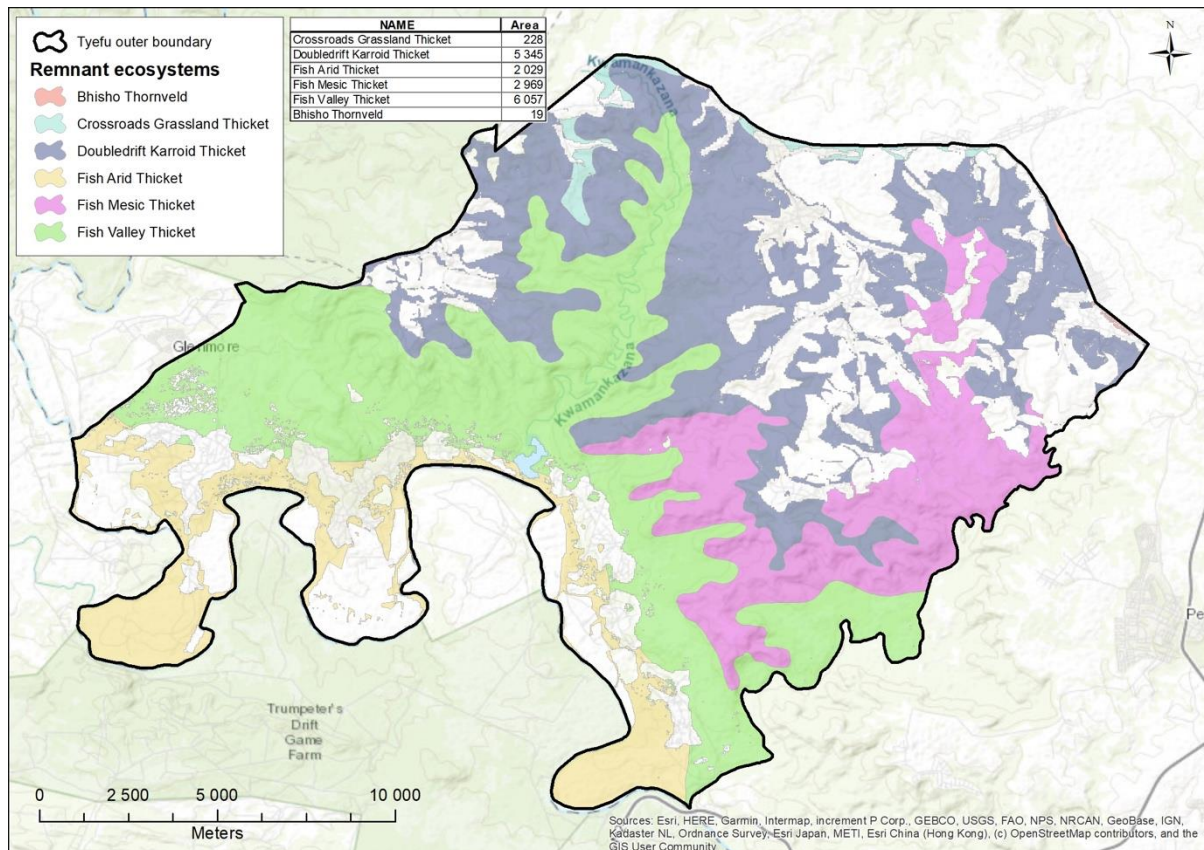 Tyefu outer boundary
Remnant ecosystems
Bhisho Thornveld
Crossroads Grassland Thicket
Doubledrift Karroid Thicket
Fish Arid Thicket
Fish Mesic Thicket
Fish Valley Thicket
NAME Area
Crossroads Grassland Thicket 228
Doubledrift Karroid Thicket 5 345
Fish Arid Thicket 2 029
Fish Mesic Thicket 2 969
Fish Valley Thicket 6 057
Bhisho Thornveld 19
N
Kwamankazana
Glenmore
Kwamankazana
Pe
Trumpeter's
Drift
Game
Farm
0 2 500 5 000 10 000
Meters
Sources: Esri, HERE, Garmin, Intermap, increment P Corp., GEBCO, USGS, FAO, NPS, NRCAN, GeoBase, IGN,
Kadaster NL, Ordnance Survey, Esri Japan, METI, Esri China (Hong Kong), (c) OpenStreetMap contributors, and the
GIS User Community